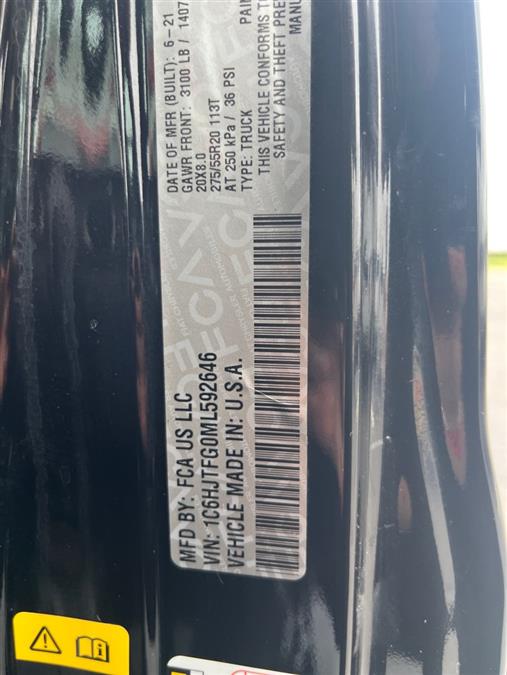 MFD BY: FCA US LLC
VIN: 1C6HJTFG0ML592646
VEHICLE MADE IN: U.S.A.
DATE OF MFR (BUILT): 6-21
GAWR FRONT: 3100 LB / 1407
20X8.0
275/55R20 113T
AT 250 kPa / 36 PSI
TYPE: TRUCK
PAIN
THIS VEHICLE CONFORMS TO
SAFETY AND THEFT PRE
MANU